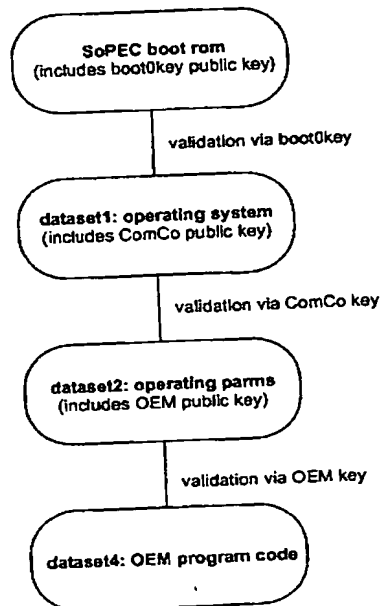 SoPEC boot rom
(includes boot0key public key)
validation via boot0key
dataset1: operating system
(includes ComCo public key)
validation via ComCo key
dataset2: operating parms
(includes OEM public key)
validation via OEM key
dataset4: OEM program code